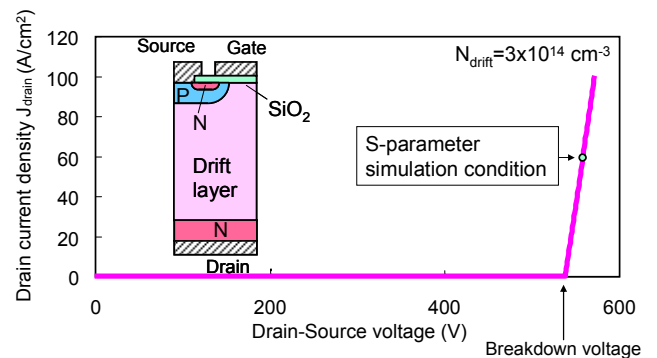 Drain current density J_drain (A/cm²)
120
100
80
60
40
20
0
Source
Gate
P
N
SiO₂
Drift
layer
N
Drain
N_drift=3x10¹⁴ cm⁻³
S-parameter
simulation condition
0
200
400
600
Drain-Source voltage (V)
Breakdown voltage